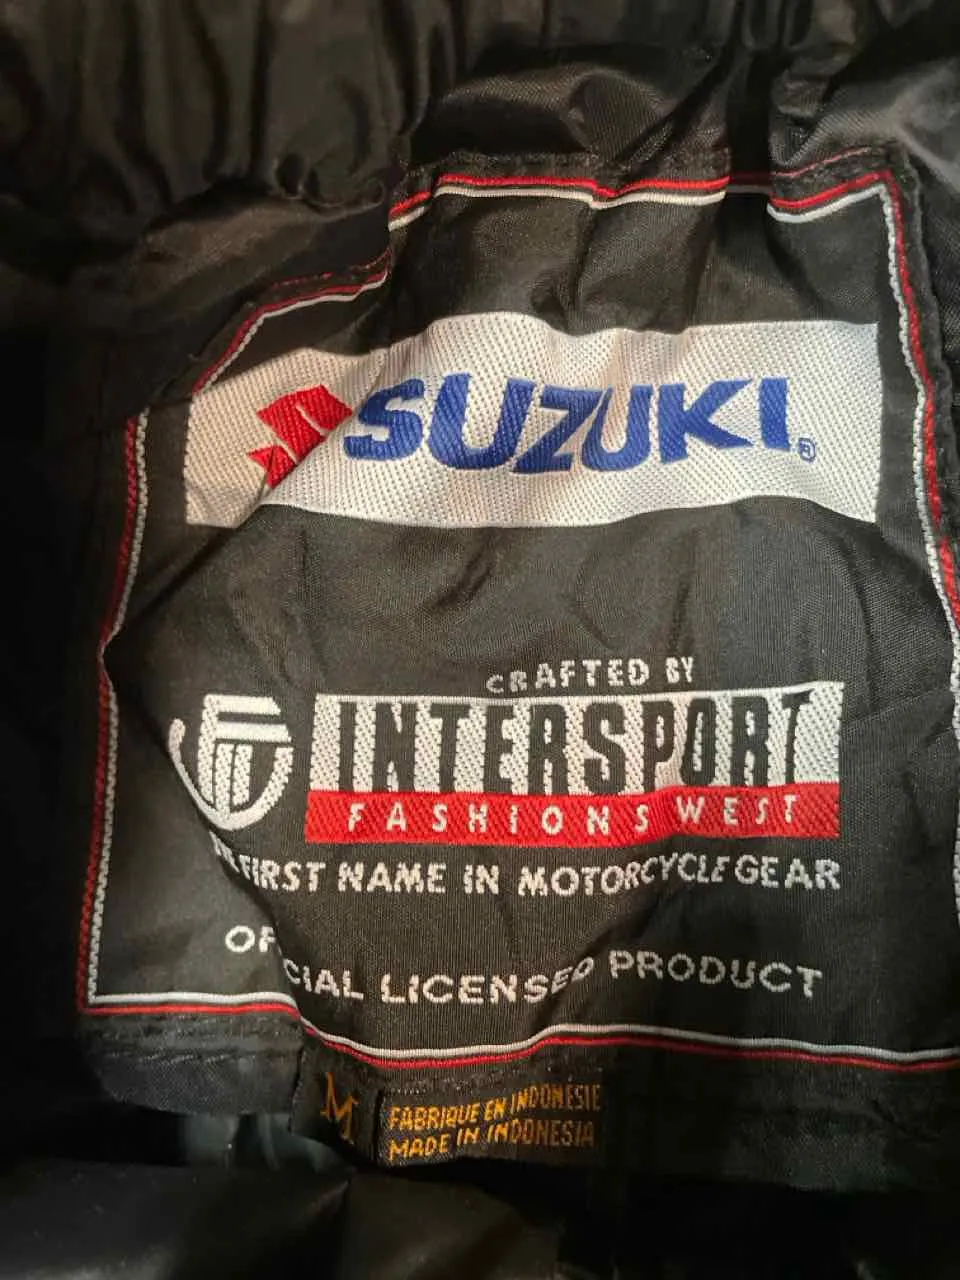 SUZUKI®
CRAFTED BY
INTERSPORT
FASHIONS WEST
FIRST NAME IN MOTORCYCLE GEAR
OFCIAL LICENSED PRODUCT
M
FABRIQUE EN INDONÉSIE
MADE IN INDONESIA